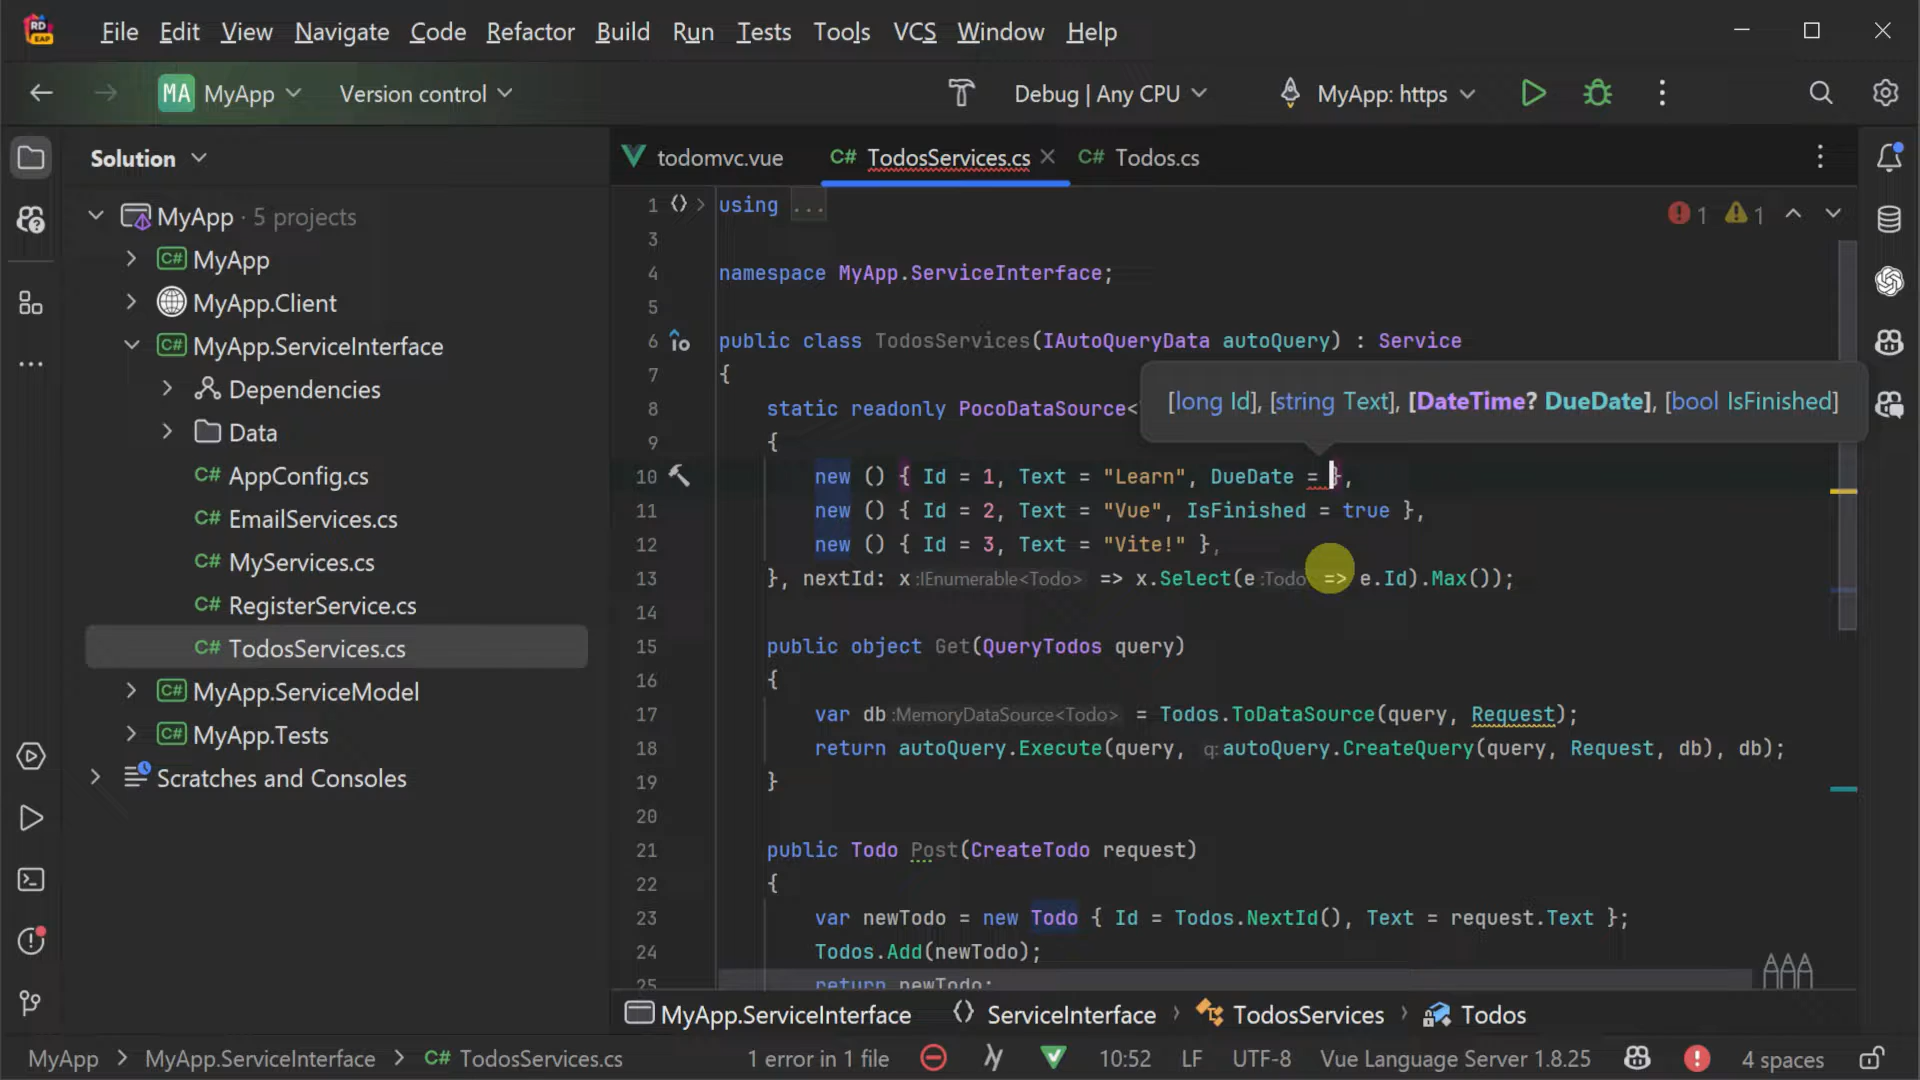 File Edit View Navigate Code Refactor Build Run Tests Tools VCS Window Help
MA MyApp Version control Debug | Any CPU MyApp: https
Solution
MyApp · 5 projects
MyApp
MyApp.Client
MyApp.ServiceInterface
Dependencies
Data
C# AppConfig.cs
C# EmailServices.cs
C# MyServices.cs
C# RegisterService.cs
C# TodosServices.cs
MyApp.ServiceModel
MyApp.Tests
Scratches and Consoles
todomvc.vue C# TodosServices.cs C# Todos.cs
1 using ...
1 1
3
4 namespace MyApp.ServiceInterface;
5
6 public class TodosServices(IAutoQueryData autoQuery) : Service
7 {
8 static readonly PocoDataSource<
[long Id], [string Text], [DateTime? DueDate], [bool IsFinished]
9 {
10 new () { Id = 1, Text = "Learn", DueDate = },
11 new () { Id = 2, Text = "Vue", IsFinished = true },
12 new () { Id = 3, Text = "Vite!" },
13 }, nextId: x :IEnumerable<Todo> => x.Select(e :Todo => e.Id).Max());
14
15 public object Get(QueryTodos query)
16 {
17 var db :MemoryDataSource<Todo> = Todos.ToDataSource(query, Request);
18 return autoQuery.Execute(query, q: autoQuery.CreateQuery(query, Request, db), db);
19 }
20
21 public Todo Post(CreateTodo request)
22 {
23 var newTodo = new Todo { Id = Todos.NextId(), Text = request.Text };
24 Todos.Add(newTodo);
25 return newTodo;
MyApp.ServiceInterface ServiceInterface TodosServices Todos
MyApp MyApp.ServiceInterface C# TodosServices.cs 1 error in 1 file 10:52 LF UTF-8 Vue Language Server 1.8.25 4 spaces